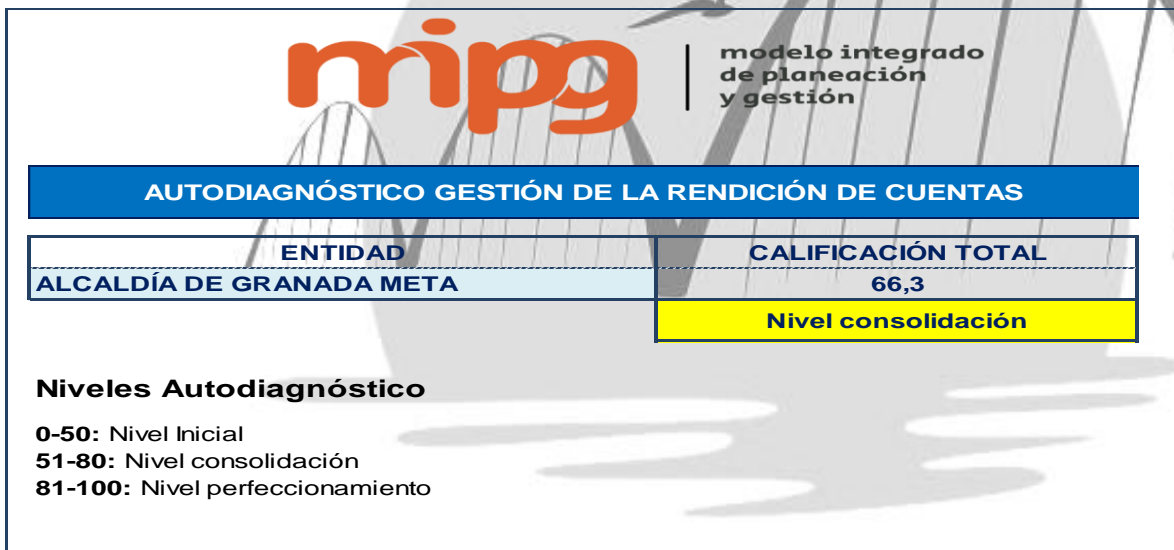 mipg
modelo integrado
de planeación
y gestión
AUTODIAGNÓSTICO GESTIÓN DE LA RENDICIÓN DE CUENTAS
ENTIDAD CALIFICACIÓN TOTAL
ALCALDÍA DE GRANADA META 66,3
Nivel consolidación
Niveles Autodiagnóstico
0-50: Nivel Inicial
51-80: Nivel consolidación
81-100: Nivel perfeccionamiento